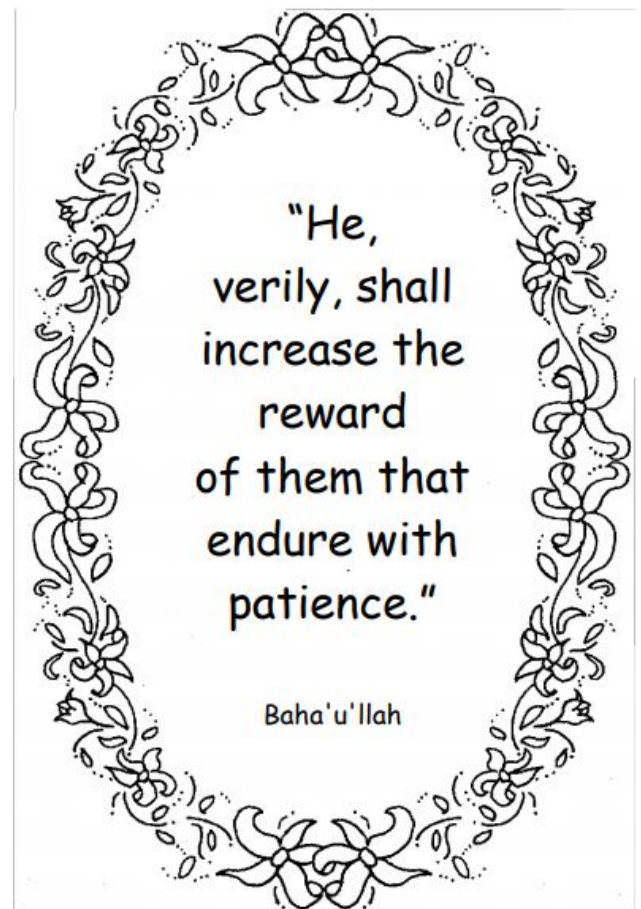 “He,
verily, shall
increase the
reward
of them that
endure with
patience.”
Baha'u'llah